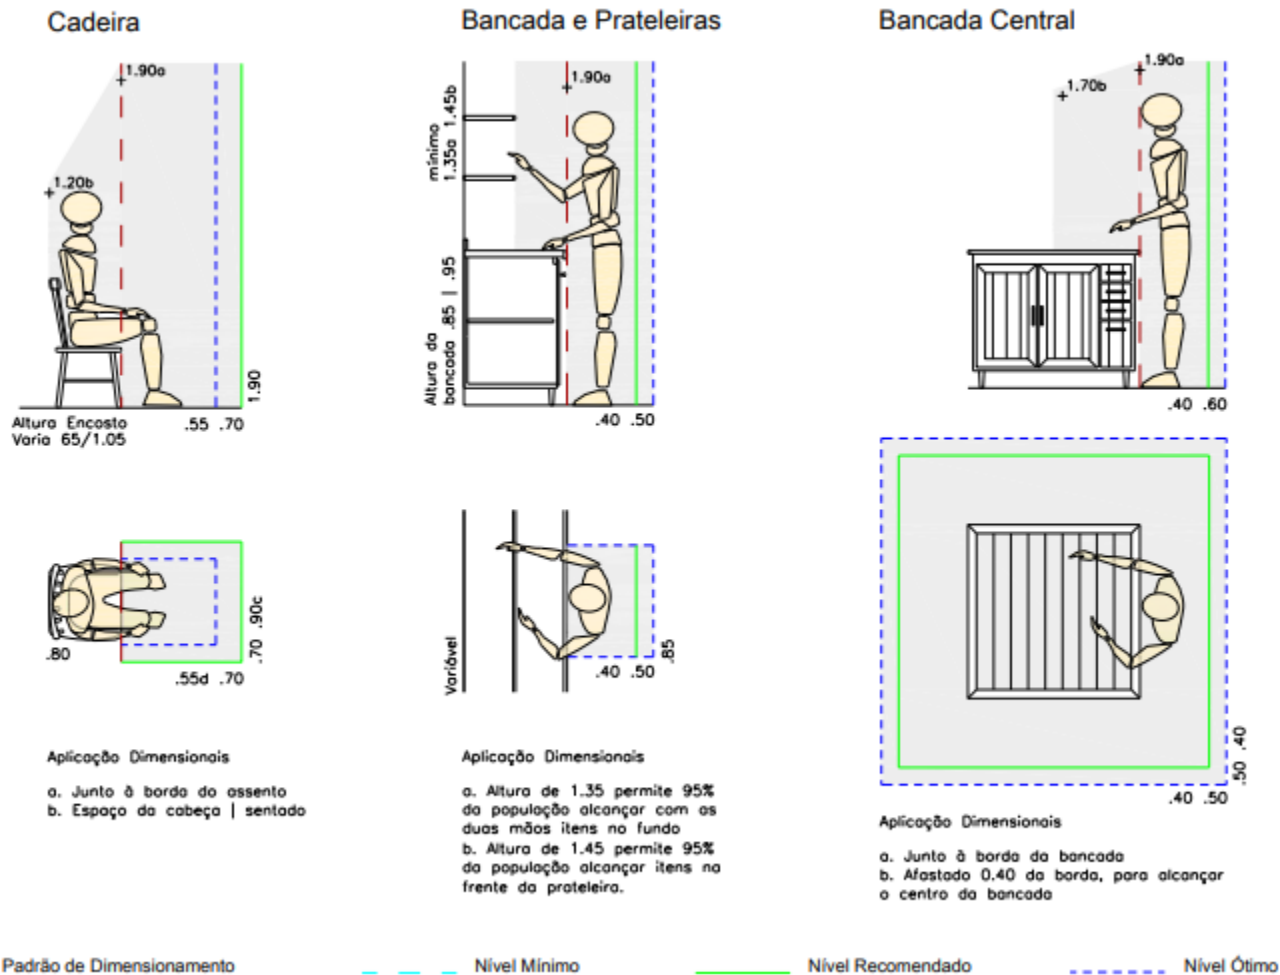 Cadeira
1.90a
1.20b
1.90
Altura Encosto
Varia 65/1.05
.55 .70
.80
.70 .90c
.55d .70
Aplicação Dimensionais
a. Junto à borda do assento
b. Espaço da cabeça | sentado
Bancada e Prateleiras
1.90a
mínimo
1.35a 1.45b
Altura da
bancada .85 | .95
.40 .50
Variável
.85
.40 .50
Aplicação Dimensionais
a. Altura de 1.35 permite 95%
da população alcançar com as
duas mãos itens no fundo
b. Altura de 1.45 permite 95%
da população alcançar itens na
frente da prateleira.
Bancada Central
1.90a
1.70b
.40 .60
.50 .40
.40 .50
Aplicação Dimensionais
a. Junto à borda da bancada
b. Afastado 0.40 da borda, para alcançar
o centro da bancada
Padrão de Dimensionamento
Nível Mínimo
Nível Recomendado
Nível Ótimo